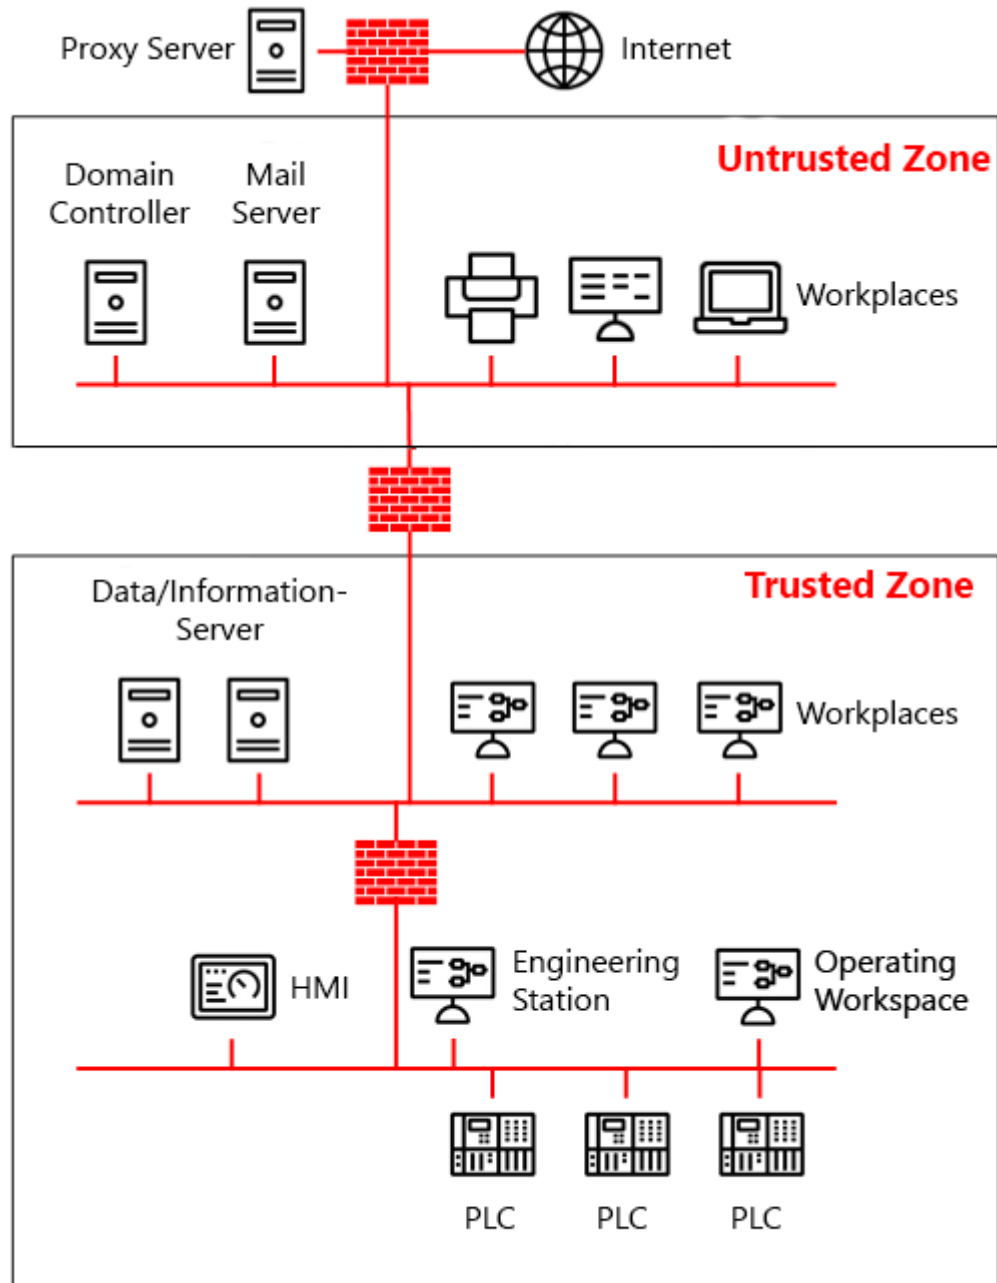 Proxy Server
Internet
Untrusted Zone
Domain
Controller
Mail
Server
Workplaces
Trusted Zone
Data/Information-
Server
Workplaces
HMI
Engineering
Station
Operating
Workspace
PLC
PLC
PLC